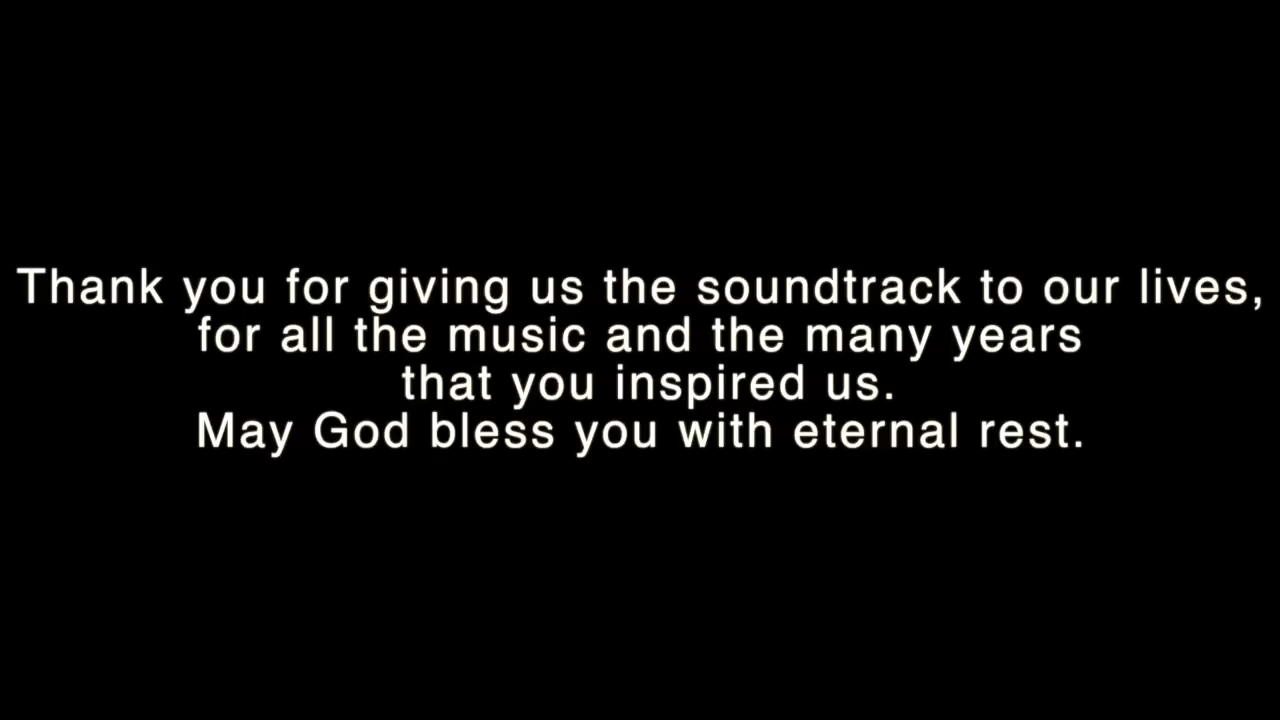 Thank you for giving us the soundtrack to our lives,
for all the music and the many years
that you inspired us.
May God bless you with eternal rest.